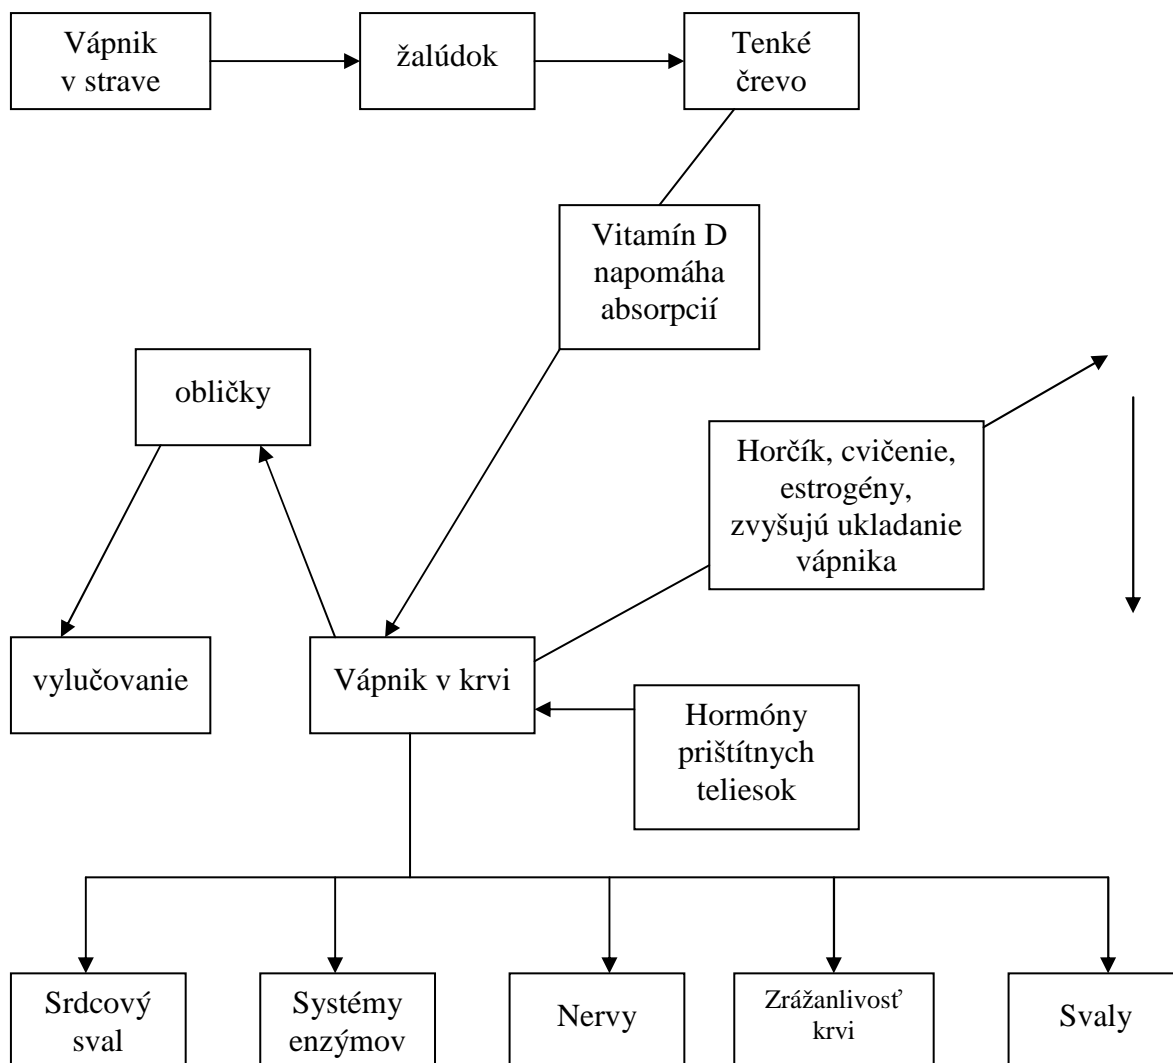 Vápnik
v strave
žalúdok
Tenké
črevo
Vitamín D
napomáha
absorpcií
obličky
Horčík, cvičenie,
estrogény,
zvyšujú ukladanie
vápnika
vylučovanie
Vápnik v krvi
Hormóny
prištítnych
teliesok
Srdcový
sval
Systémy
enzýmov
Nervy
Zrážanlivosť
krvi
Svaly